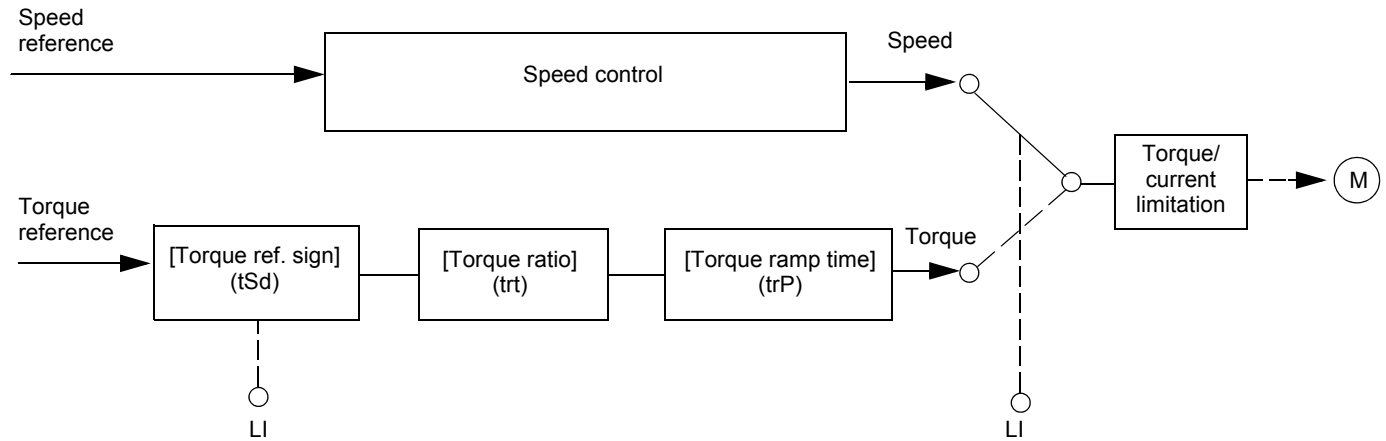 Speed
reference
Speed control
Speed
Torque/
current
limitation
M
Torque
reference
[Torque ref. sign]
(tSd)
[Torque ratio]
(trt)
[Torque ramp time]
(trP)
Torque
LI
LI